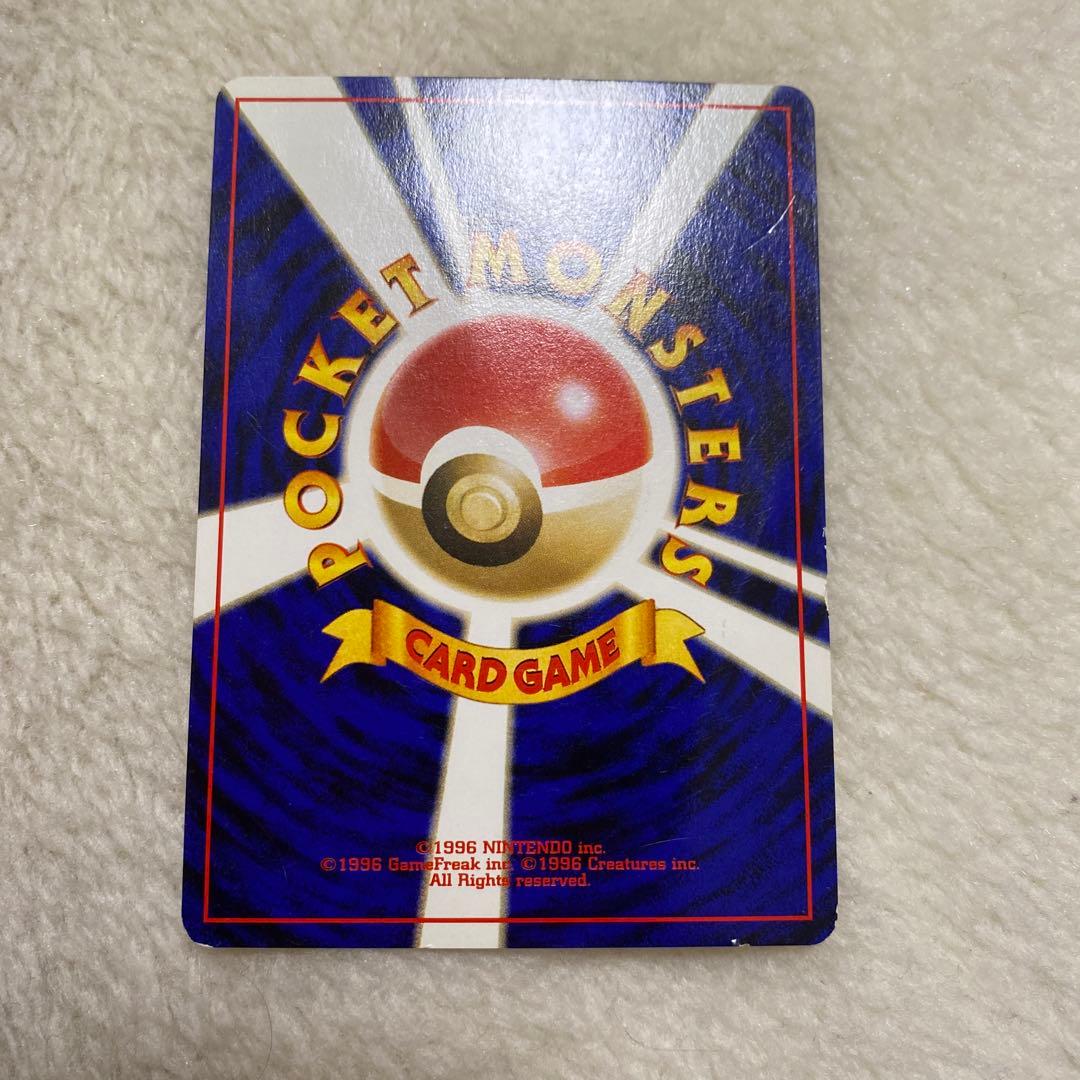 POCKET MONSTERS
CARD GAME
©1996 NINTENDO inc.
©1996 GameFreak inc. ©1996 Creatures inc.
All Rights reserved.